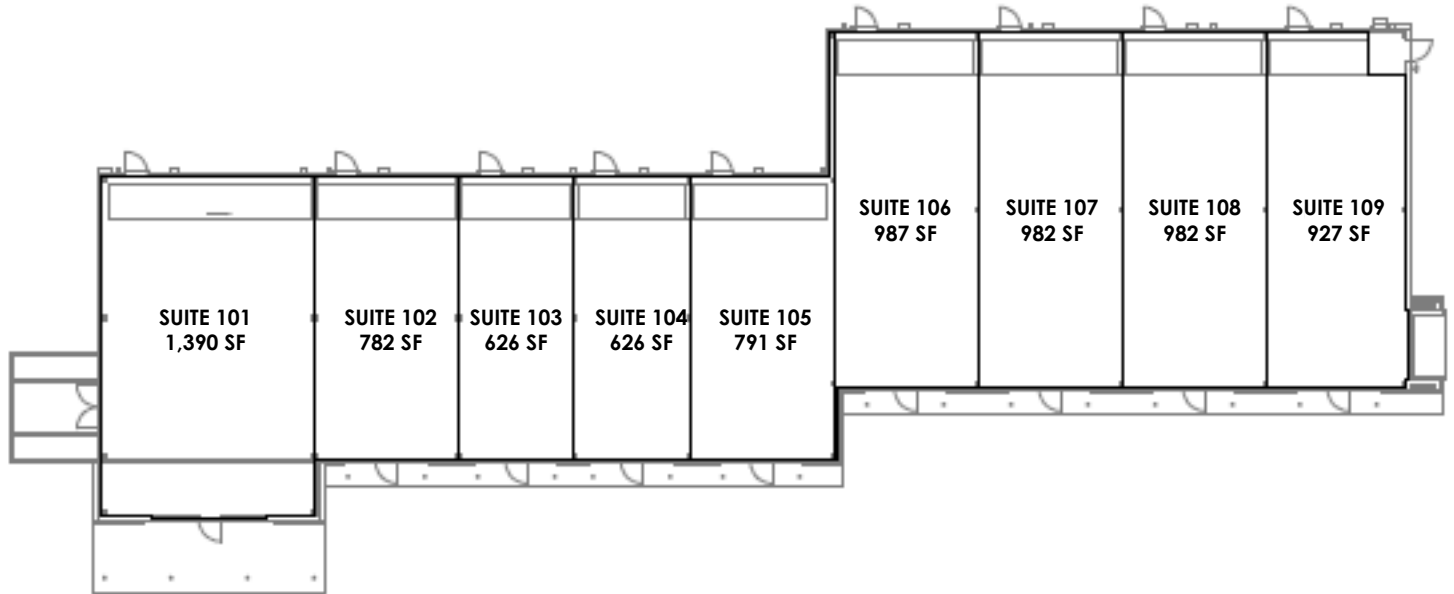 SUITE 101
1,390 SF
SUITE 102
782 SF
SUITE 103
626 SF
SUITE 104
626 SF
SUITE 105
791 SF
SUITE 106
987 SF
SUITE 107
982 SF
SUITE 108
982 SF
SUITE 109
927 SF